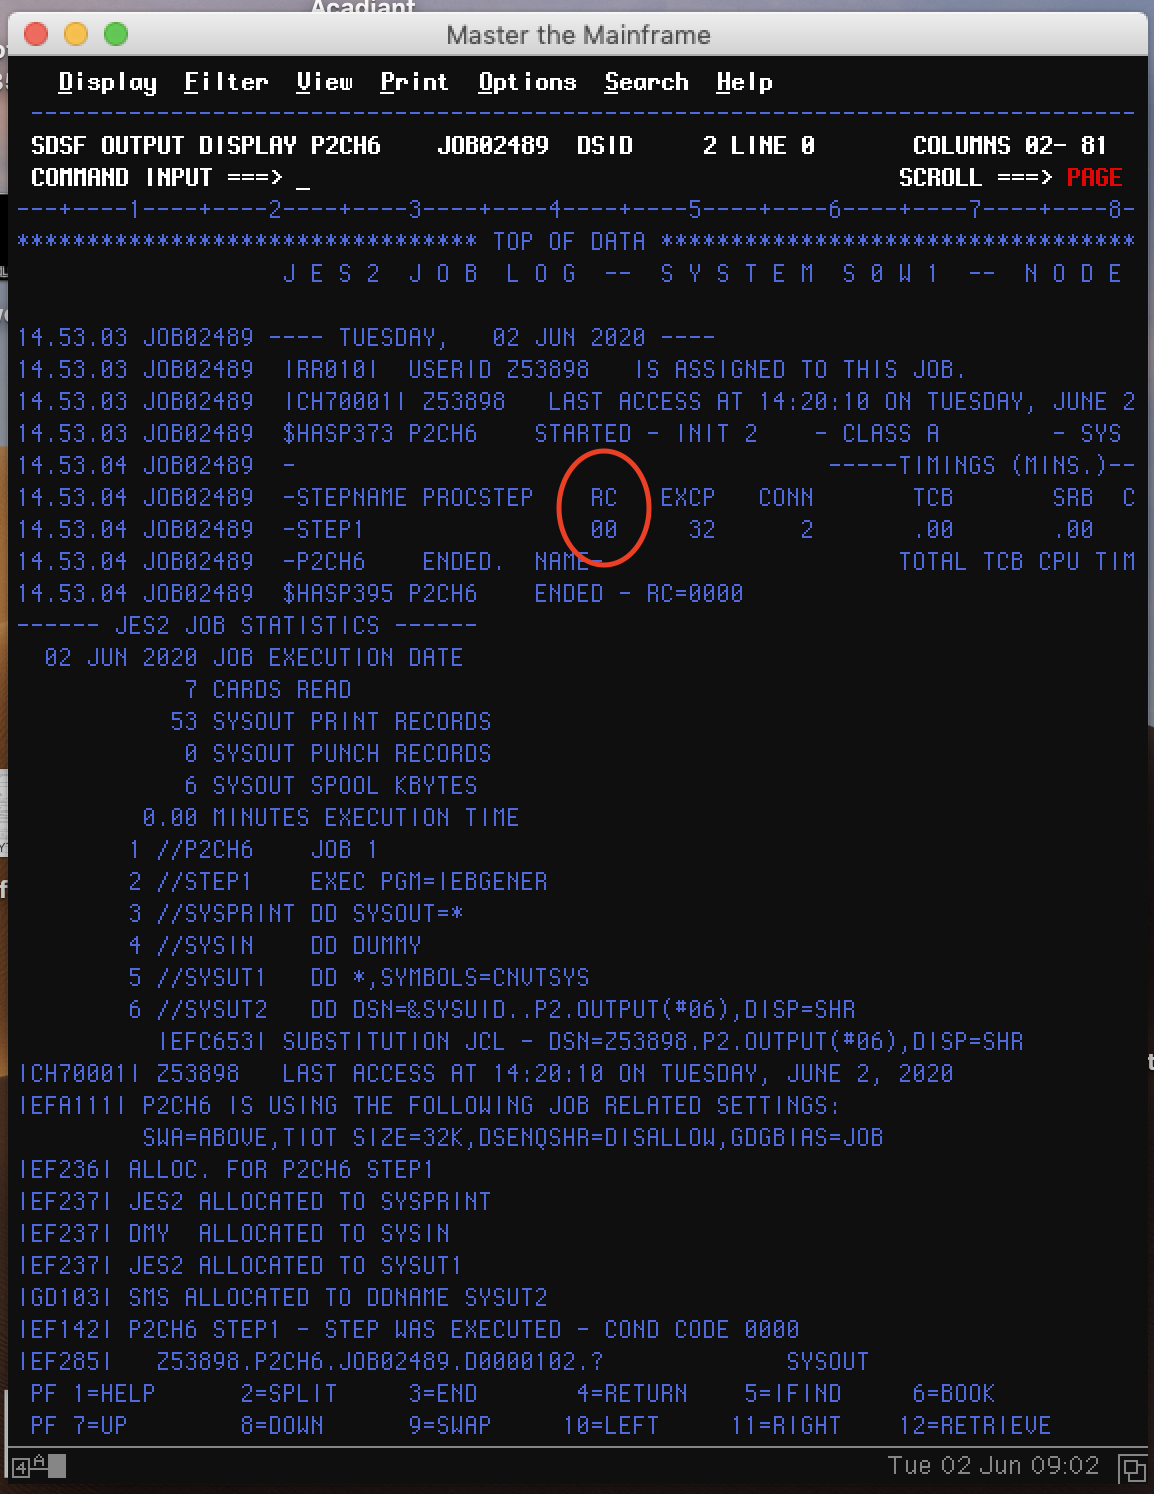 Acadiant
Master the Mainframe
Display Filter View Print Options Search Help
SDSF OUTPUT DISPLAY P2CH6 JOB02489 DSID 2 LINE 0 COLUMNS 02- 81
COMMAND INPUT ===> _ SCROLL ===> PAGE
---+----1----+----2----+----3----+----4----+----5----+----6----+----7----+----8-
********************************* TOP OF DATA **********************************
J E S 2 J O B L O G -- S Y S T E M S 0 W 1 -- N O D E
14.53.03 JOB02489 ---- TUESDAY, 02 JUN 2020 ----
14.53.03 JOB02489 IRR010I USERID Z53898 IS ASSIGNED TO THIS JOB.
14.53.03 JOB02489 ICH70001I Z53898 LAST ACCESS AT 14:20:10 ON TUESDAY, JUNE 2
14.53.03 JOB02489 $HASP373 P2CH6 STARTED - INIT 2 - CLASS A - SYS
14.53.04 JOB02489 - -----TIMINGS (MINS.)--
14.53.04 JOB02489 -STEPNAME PROCSTEP RC EXCP CONN TCB SRB C
14.53.04 JOB02489 -STEP1 00 32 2 .00 .00
14.53.04 JOB02489 -P2CH6 ENDED. NAME- TOTAL TCB CPU TIM
14.53.04 JOB02489 $HASP395 P2CH6 ENDED - RC=0000
------ JES2 JOB STATISTICS ------
02 JUN 2020 JOB EXECUTION DATE
7 CARDS READ
53 SYSOUT PRINT RECORDS
0 SYSOUT PUNCH RECORDS
6 SYSOUT SPOOL KBYTES
0.00 MINUTES EXECUTION TIME
1 //P2CH6 JOB 1
2 //STEP1 EXEC PGM=IEBGENER
3 //SYSPRINT DD SYSOUT=*
4 //SYSIN DD DUMMY
5 //SYSUT1 DD *,SYMBOLS=CNVTSYS
6 //SYSUT2 DD DSN=&SYSUID..P2.OUTPUT(#06),DISP=SHR
IEFC653I SUBSTITUTION JCL - DSN=Z53898.P2.OUTPUT(#06),DISP=SHR
ICH70001I Z53898 LAST ACCESS AT 14:20:10 ON TUESDAY, JUNE 2, 2020
IEFA111I P2CH6 IS USING THE FOLLOWING JOB RELATED SETTINGS:
SWA=ABOVE,TIOT SIZE=32K,DSENQSHR=DISALLOW,GDGBIAS=JOB
IEF236I ALLOC. FOR P2CH6 STEP1
IEF237I JES2 ALLOCATED TO SYSPRINT
IEF237I DMY ALLOCATED TO SYSIN
IEF237I JES2 ALLOCATED TO SYSUT1
IGD103I SMS ALLOCATED TO DDNAME SYSUT2
IEF142I P2CH6 STEP1 - STEP WAS EXECUTED - COND CODE 0000
IEF285I Z53898.P2CH6.JOB02489.D0000102.? SYSOUT
PF 1=HELP 2=SPLIT 3=END 4=RETURN 5=IFIND 6=BOOK
PF 7=UP 8=DOWN 9=SWAP 10=LEFT 11=RIGHT 12=RETRIEVE
4 A Tue 02 Jun 09:02